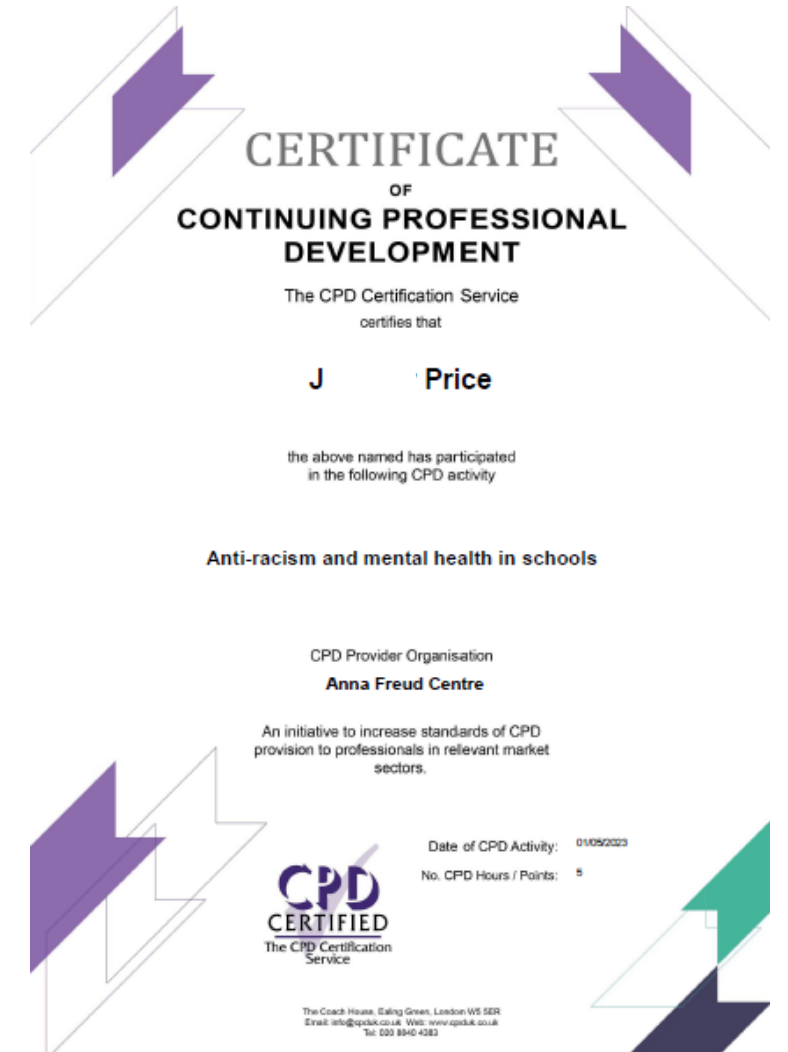 CERTIFICATE
OF
CONTINUING PROFESSIONAL
DEVELOPMENT
The CPD Certification Service
certifies that
J Price
the above named has participated
in the following CPD activity
Anti-racism and mental health in schools
CPD Provider Organisation
Anna Freud Centre
An initiative to increase standards of CPD
provision to professionals in relevant market
sectors.
Date of CPD Activity: 01/05/2023
No. CPD Hours / Points: 5
CPD
CERTIFIED
The CPD Certification
Service
The Coach House, Ealing Green, London W5 5ER
Email: info@cpduk.co.uk Web: www.cpduk.co.uk
Tel: 020 8840 4383